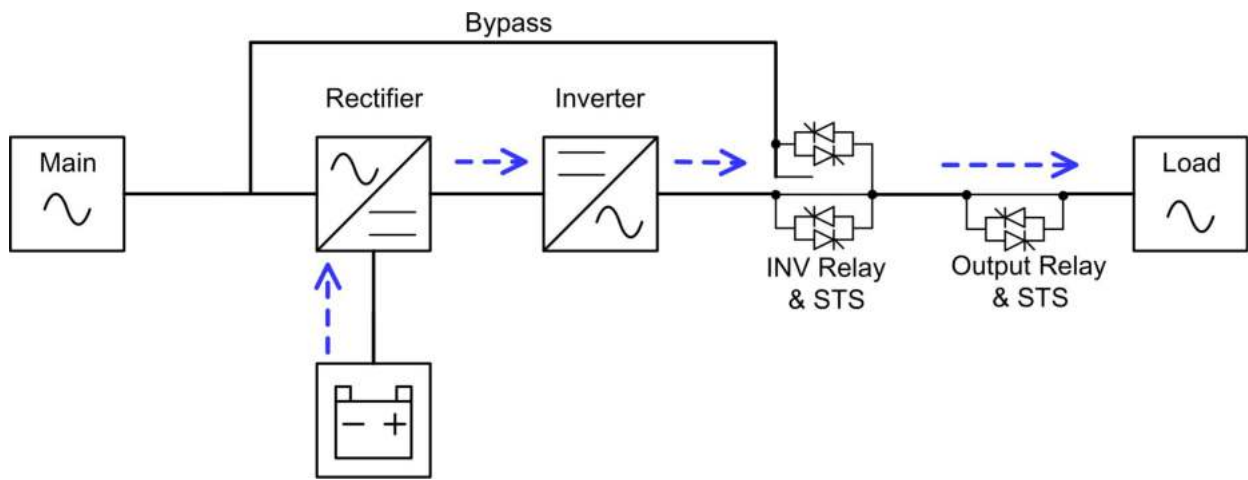 Bypass
Rectifier
Inverter
Main
Load
INV Relay
& STS
Output Relay
& STS